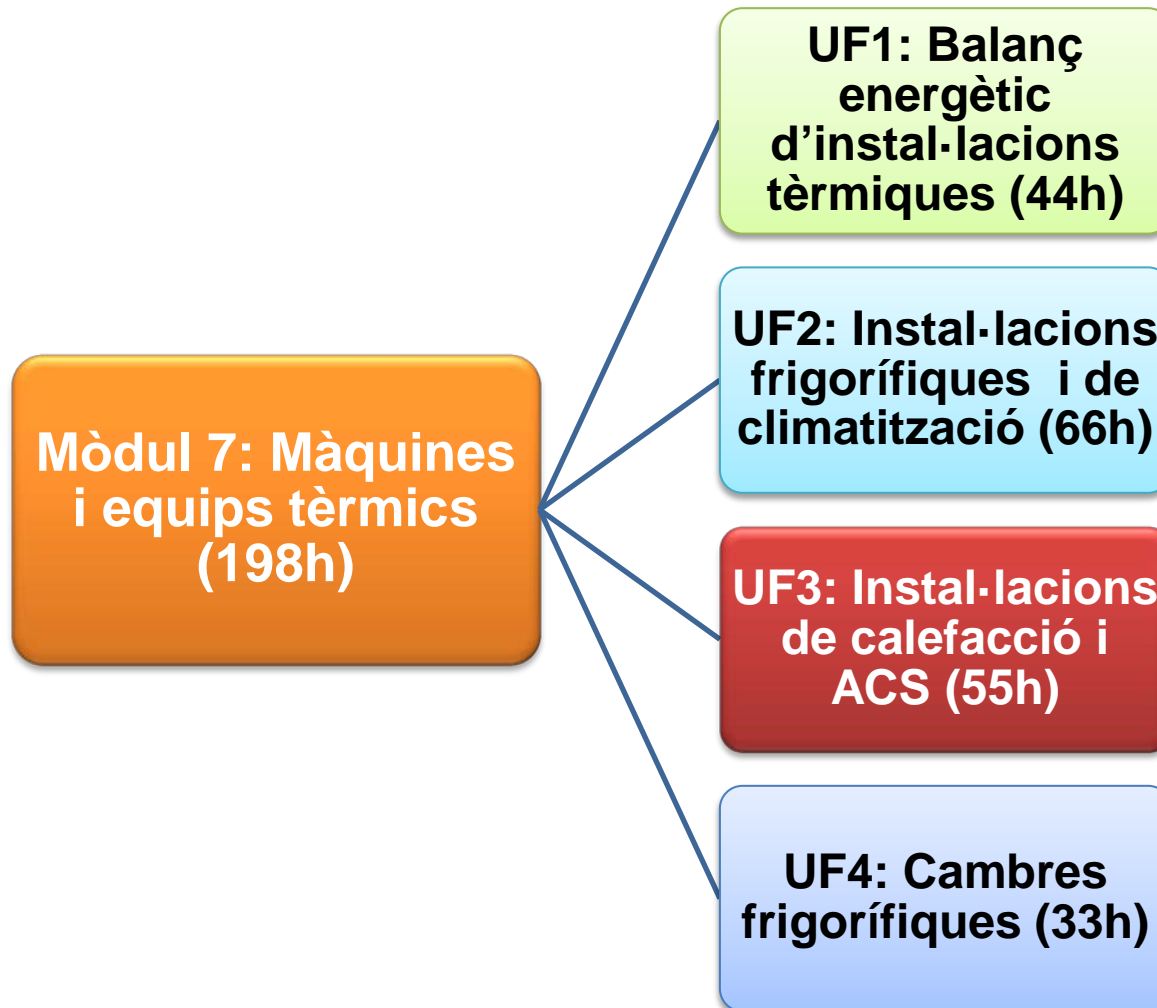 Mòdul 7: Màquines
i equips tèrmics
(198h)
UF1: Balanç
energètic
d’instal·lacions
tèrmiques (44h)
UF2: Instal·lacions
frigorífiques i de
climatització (66h)
UF3: Instal·lacions
de calefacció i
ACS (55h)
UF4: Cambres
frigorífiques (33h)